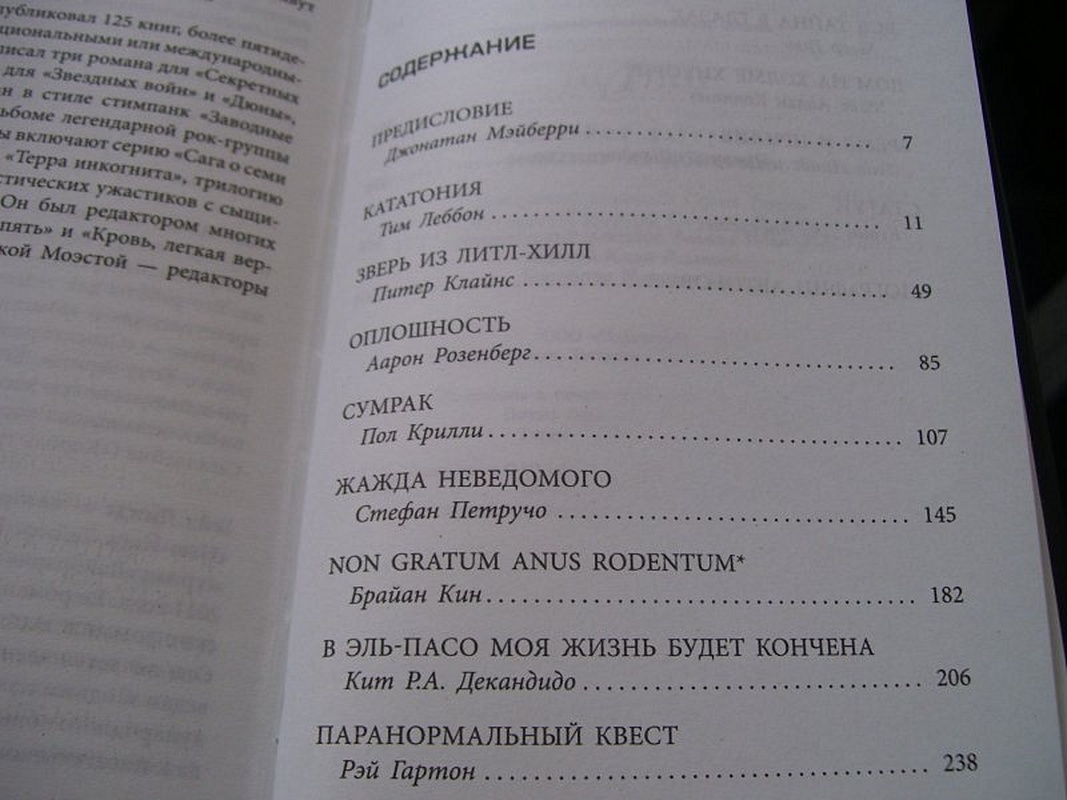 публиковал 125 книг, более пятиде-
циональными или международны-
писал три романа для «Секретных
для «Звездных войн» и «Дюны»,
ан в стиле стимпанк «Заводные
льбоме легендарной рок-группы
ы включают серию «Сага о семи
«Терра инкогнита», трилогию
стических ужастиков с сыщи-
Он был редактором многих
пять» и «Кровь, легкая вер-
кой Моэстой — редакторы
СОДЕРЖАНИЕ
ПРЕДИСЛОВИЕ
Джонатан Мэйберри . . . . . . . . . . . . . . . . . . . . . . . . . . . . 7
КАТАТОНИЯ
Тим Леббон . . . . . . . . . . . . . . . . . . . . . . . . . . . . . . . . . . . . 11
ЗВЕРЬ ИЗ ЛИТЛ-ХИЛЛ
Питер Клайнс . . . . . . . . . . . . . . . . . . . . . . . . . . . . . . . . . . 49
ОПЛОШНОСТЬ
Аарон Розенберг . . . . . . . . . . . . . . . . . . . . . . . . . . . . . . . . . 85
СУМРАК
Пол Крилли . . . . . . . . . . . . . . . . . . . . . . . . . . . . . . . . . . . . . 107
ЖАЖДА НЕВЕДОМОГО
Стефан Петручо . . . . . . . . . . . . . . . . . . . . . . . . . . . . . . . . 145
NON GRATUM ANUS RODENTUM*
Брайан Кин . . . . . . . . . . . . . . . . . . . . . . . . . . . . . . . . . . . . . 182
В ЭЛЬ-ПАСО МОЯ ЖИЗНЬ БУДЕТ КОНЧЕНА
Кит Р.А. Декандидо . . . . . . . . . . . . . . . . . . . . . . . . . . . . . 206
ПАРАНОРМАЛЬНЫЙ КВЕСТ
Рэй Гартон . . . . . . . . . . . . . . . . . . . . . . . . . . . . . . . . . . . . . 238